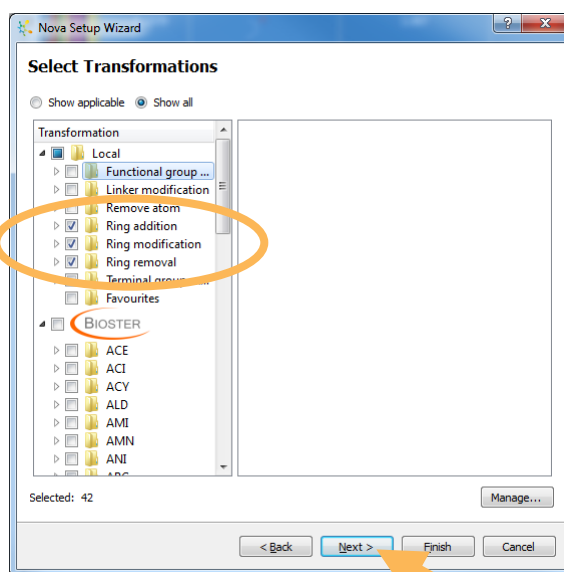 Nova Setup Wizard
Select Transformations
Show applicable Show all
Transformation
Local
Functional group ...
Linker modification
Remove atom
Ring addition
Ring modification
Ring removal
Terminal group
Favourites
BIOSTER
ACE
ACI
ACY
ALD
AMI
AMN
ANI
Selected: 42
Manage...
< Back Next > Finish Cancel